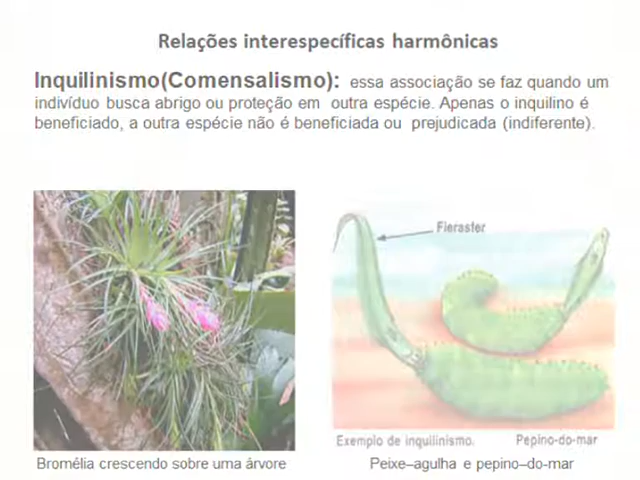 Relações interespecíficas harmônicas
Inquilinismo(Comensalismo): essa associação se faz quando um
indivíduo busca abrigo ou proteção em outra espécie. Apenas o inquilino é
beneficiado, a outra espécie não é beneficiada ou prejudicada (indiferente).
Fierasfer
Exemplo de inquilinismo. Pepino-do-mar
Bromélia crescendo sobre uma árvore
Peixe–agulha e pepino–do-mar